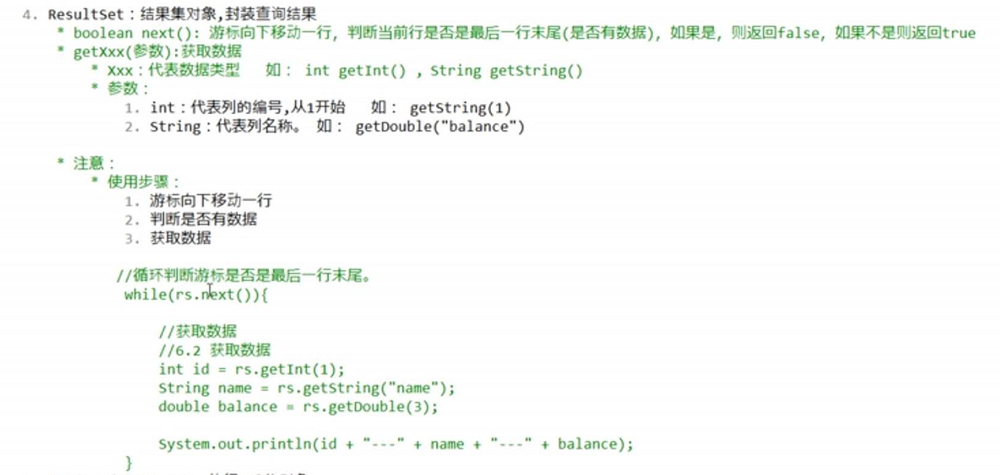 4. ResultSet：结果集对象,封装查询结果
* boolean next(): 游标向下移动一行, 判断当前行是否是最后一行末尾(是否有数据), 如果是, 则返回false, 如果不是则返回true
* getXxx(参数):获取数据
* Xxx：代表数据类型 如： int getInt() , String getString()
* 参数：
1. int：代表列的编号,从1开始 如： getString(1)
2. String：代表列名称。 如： getDouble("balance")
* 注意：
* 使用步骤：
1. 游标向下移动一行
2. 判断是否有数据
3. 获取数据
//循环判断游标是否是最后一行末尾。
while(rs.next()){
//获取数据
//6.2 获取数据
int id = rs.getInt(1);
String name = rs.getString("name");
double balance = rs.getDouble(3);
System.out.println(id + "---" + name + "---" + balance);
}